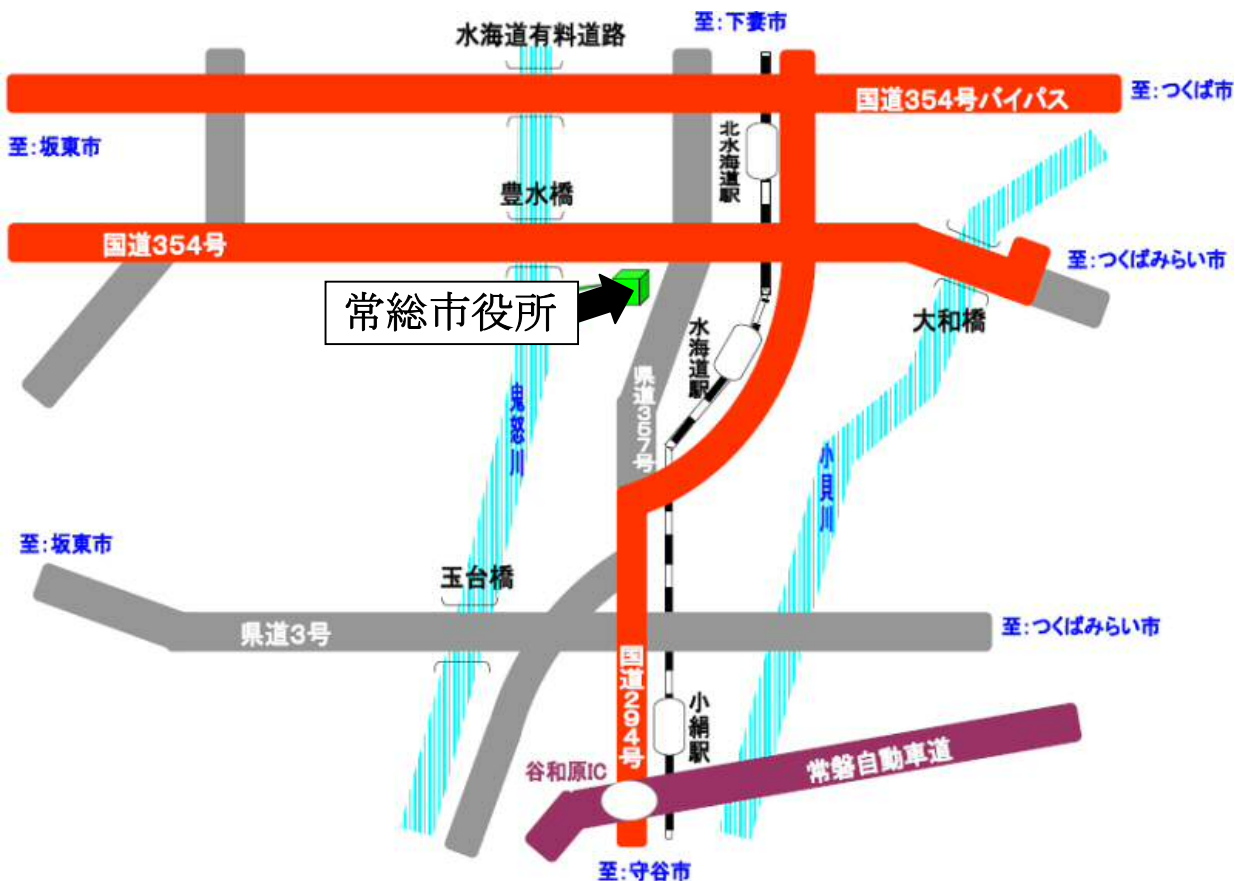 至:下妻市
水海道有料道路
国道354号バイパス
至:つくば市
至:坂東市
北水海道駅
豊水橋
国道354号
至:つくばみらい市
常総市役所
大和橋
水海道駅
県道357号
鬼怒川
小貝川
至:坂東市
玉台橋
県道3号
至:つくばみらい市
国道294号
小絹駅
谷和原IC
常磐自動車道
至:守谷市